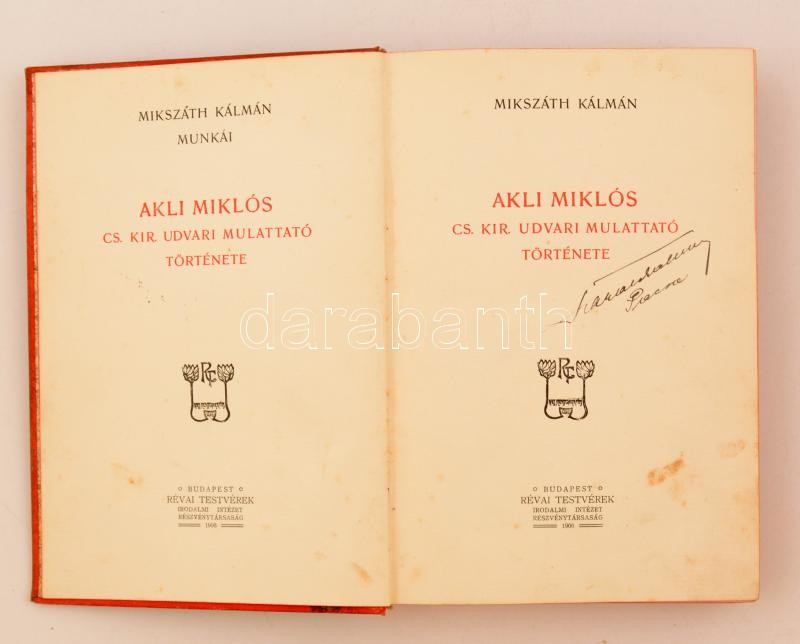 MIKSZÁTH KÁLMÁN
MUNKÁI
AKLI MIKLÓS
CS. KIR. UDVARI MULATTATÓ
TÖRTÉNETE
BUDAPEST
RÉVAI TESTVÉREK
IRODALMI INTÉZET
RÉSZVÉNYTÁRSASÁG
MIKSZÁTH KÁLMÁN
AKLI MIKLÓS
CS. KIR. UDVARI MULATTATÓ
TÖRTÉNETE
BUDAPEST
RÉVAI TESTVÉREK
IRODALMI INTÉZET
RÉSZVÉNYTÁRSASÁG
darabanth